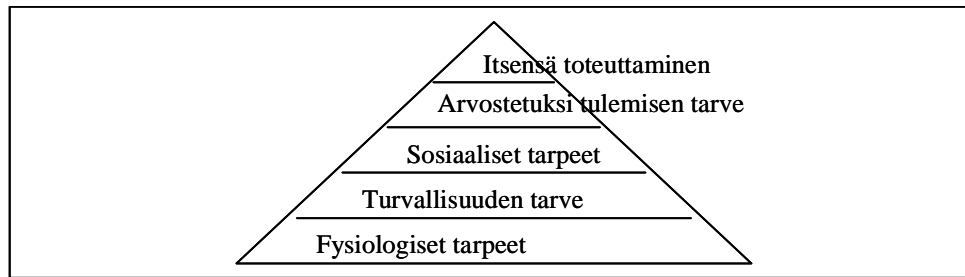 Itsensä toteuttaminen
Arvostetuksi tulemisen tarve
Sosiaaliset tarpeet
Turvallisuuden tarve
Fysiologiset tarpeet